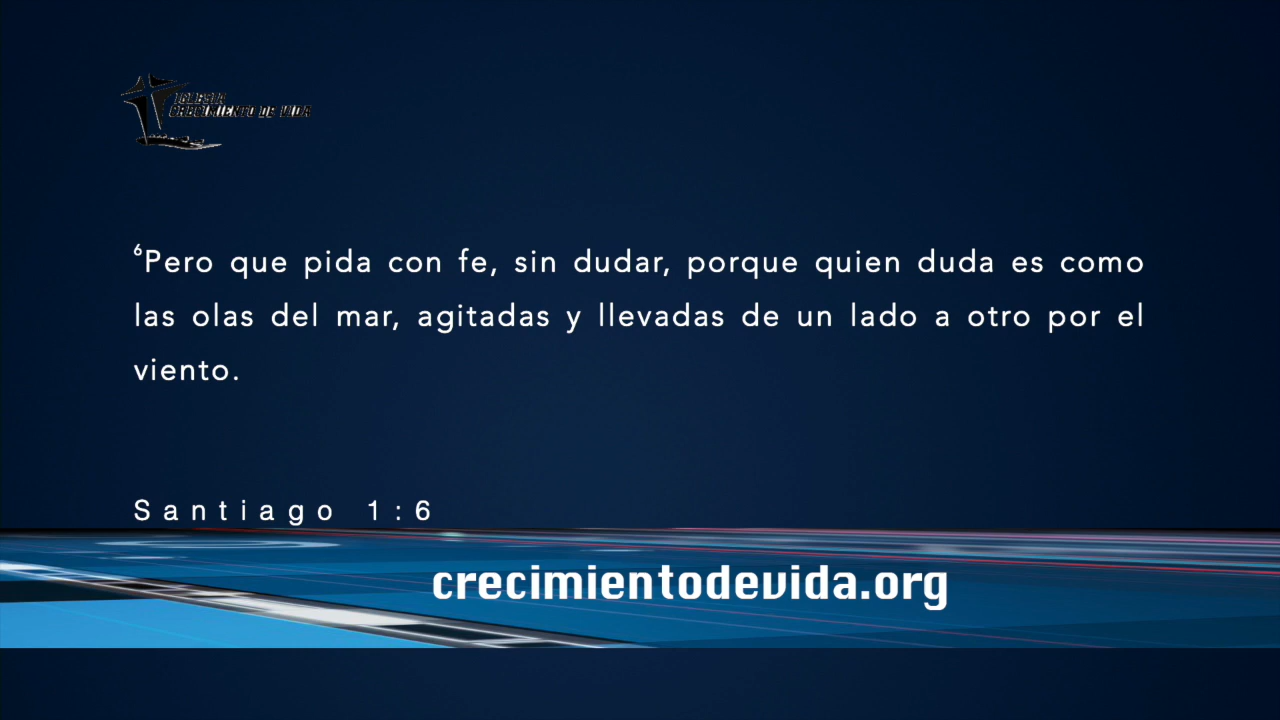 IGLESIA
CRECIMIENTO DE VIDA
⁶Pero que pida con fe, sin dudar, porque quien duda es como
las olas del mar, agitadas y llevadas de un lado a otro por el
viento.
Santiago 1:6
crecimientodevida.org